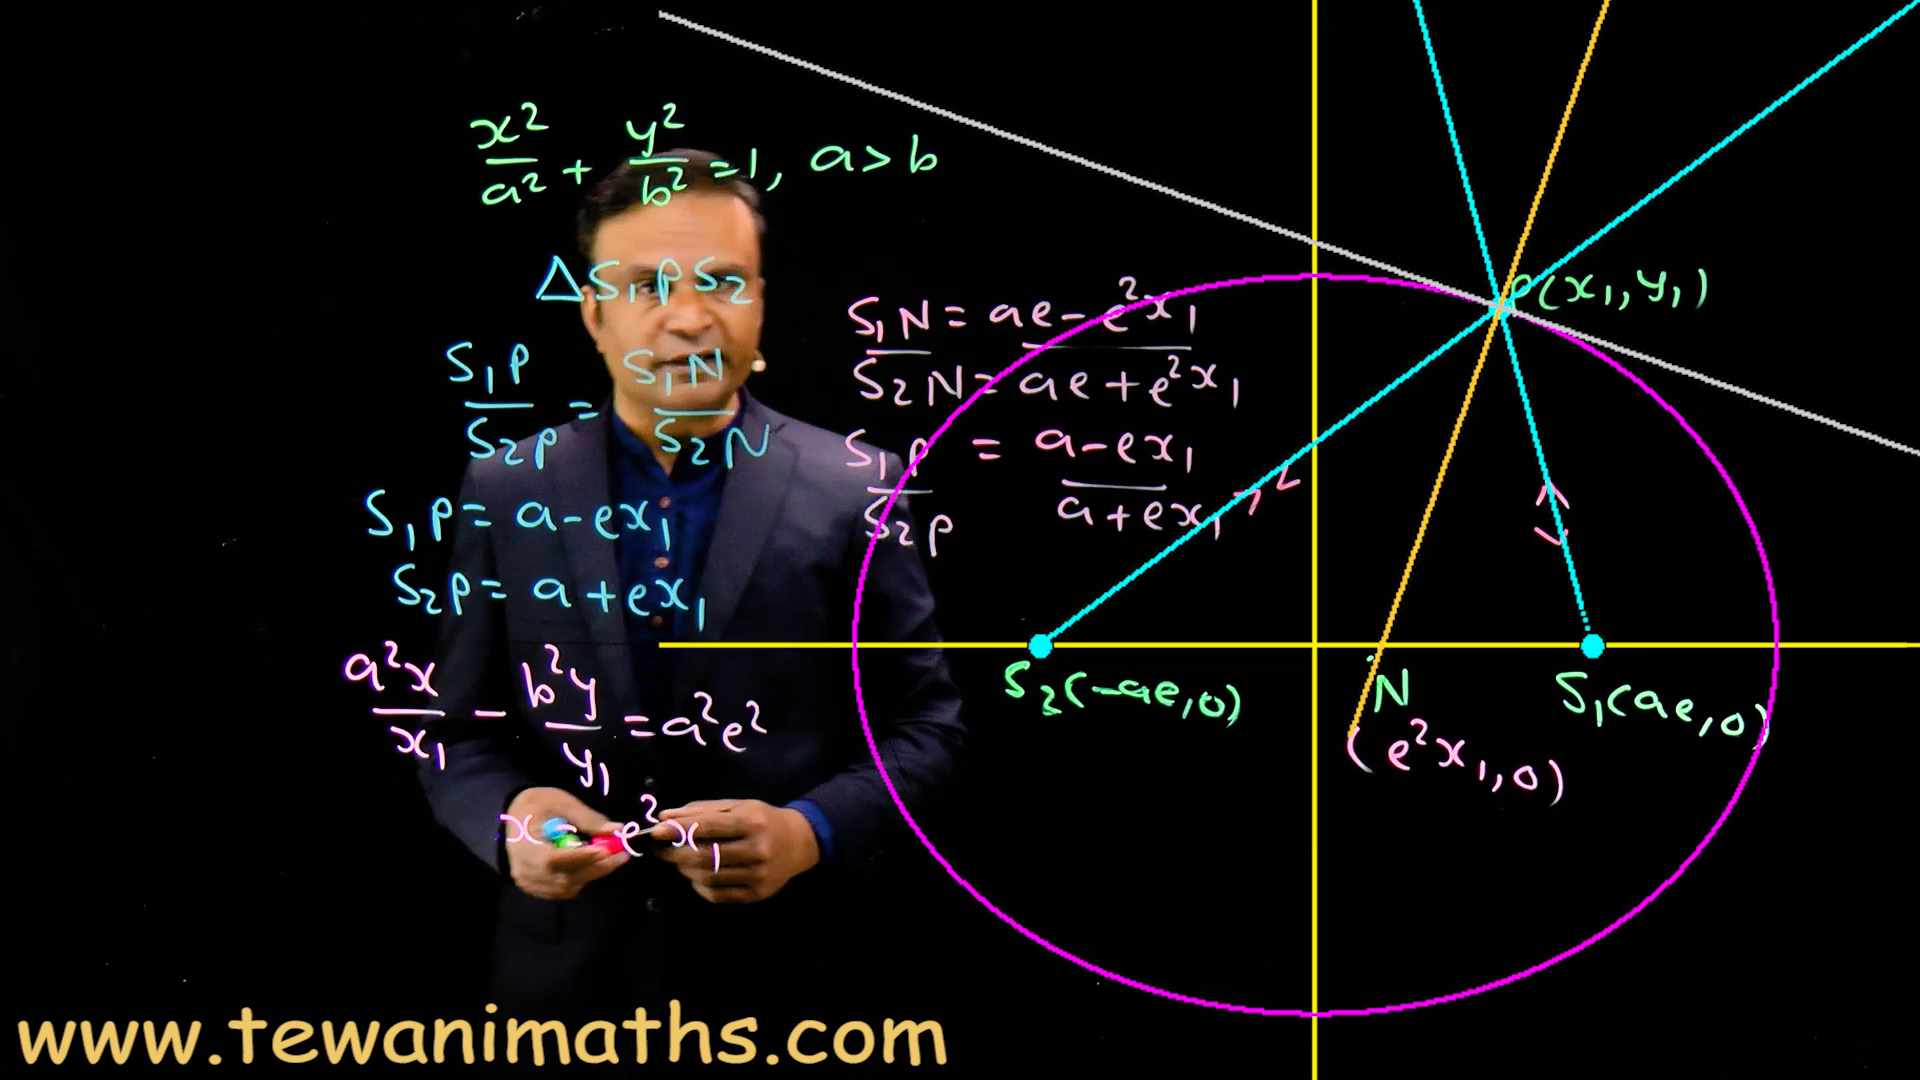 x²/a² + y²/b² = 1, a > b
△S₁PS₂
S₁P/S₂P = S₁N/S₂N
S₁P = a - ex₁
S₂P = a + ex₁
a²x/x₁ - b²y/y₁ = a²e²
x = e²x₁
S₁N/S₂N = ae - e²x₁/ae + e²x₁
S₁P/S₂P = a - ex₁/a + ex₁
P(x₁, y₁)
S₂(-ae, 0)
N
(e²x₁, 0)
S₁(ae, 0)
www.tewanimaths.com